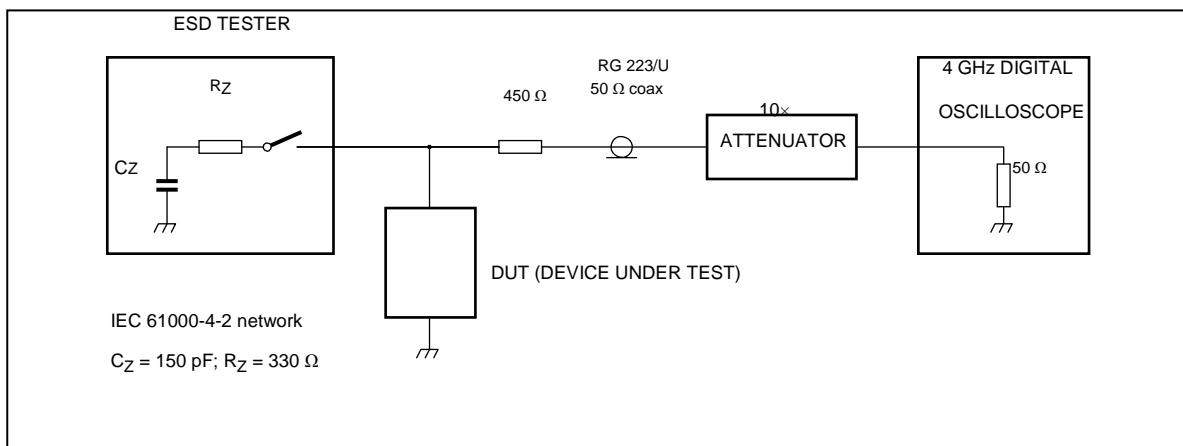 ESD TESTER
RZ
CZ
450 Ω
RG 223/U
50 Ω coax
10×
ATTENUATOR
4 GHz DIGITAL
OSCILLOSCOPE
50 Ω
DUT (DEVICE UNDER TEST)
IEC 61000-4-2 network
CZ = 150 pF; RZ = 330 Ω